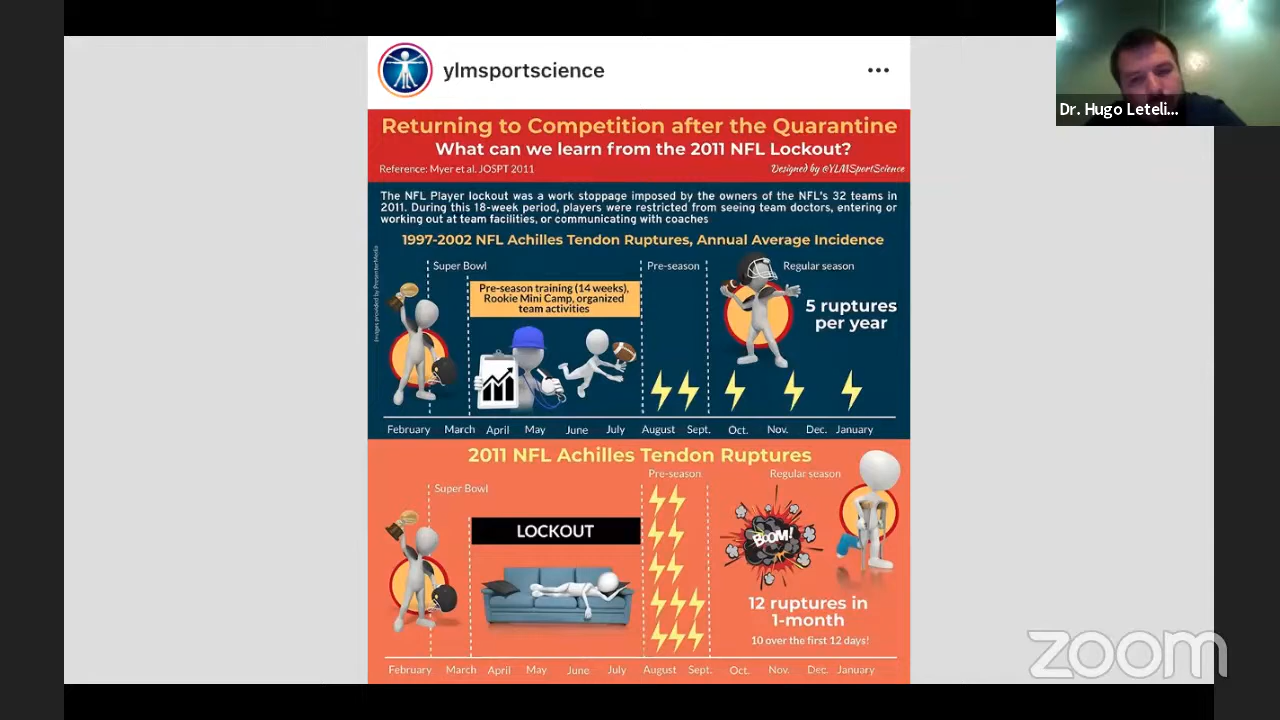 ylmsportscience
Dr. Hugo Leteli...
Returning to Competition after the Quarantine
What can we learn from the 2011 NFL Lockout?
Reference: Myer et al. JOSPT 2011
Designed by @YLMSportScience
The NFL Player lockout was a work stoppage imposed by the owners of the NFL's 32 teams in
2011. During this 18-week period, players were restricted from seeing team doctors, entering or
working out at team facilities, or communicating with coaches
1997-2002 NFL Achilles Tendon Ruptures, Annual Average Incidence
Images provided by PresenterMedia
Super Bowl
Pre-season
Regular season
Pre-season training (14 weeks),
Rookie Mini Camp, organized
team activities
5 ruptures
per year
February March April May June July August Sept. Oct. Nov. Dec. January
2011 NFL Achilles Tendon Ruptures
Pre-season
Regular season
Super Bowl
LOCKOUT
BOOM!
12 ruptures in
1-month
10 over the first 12 days!
February March April May June July August Sept. Oct. Nov. Dec. January
zoom